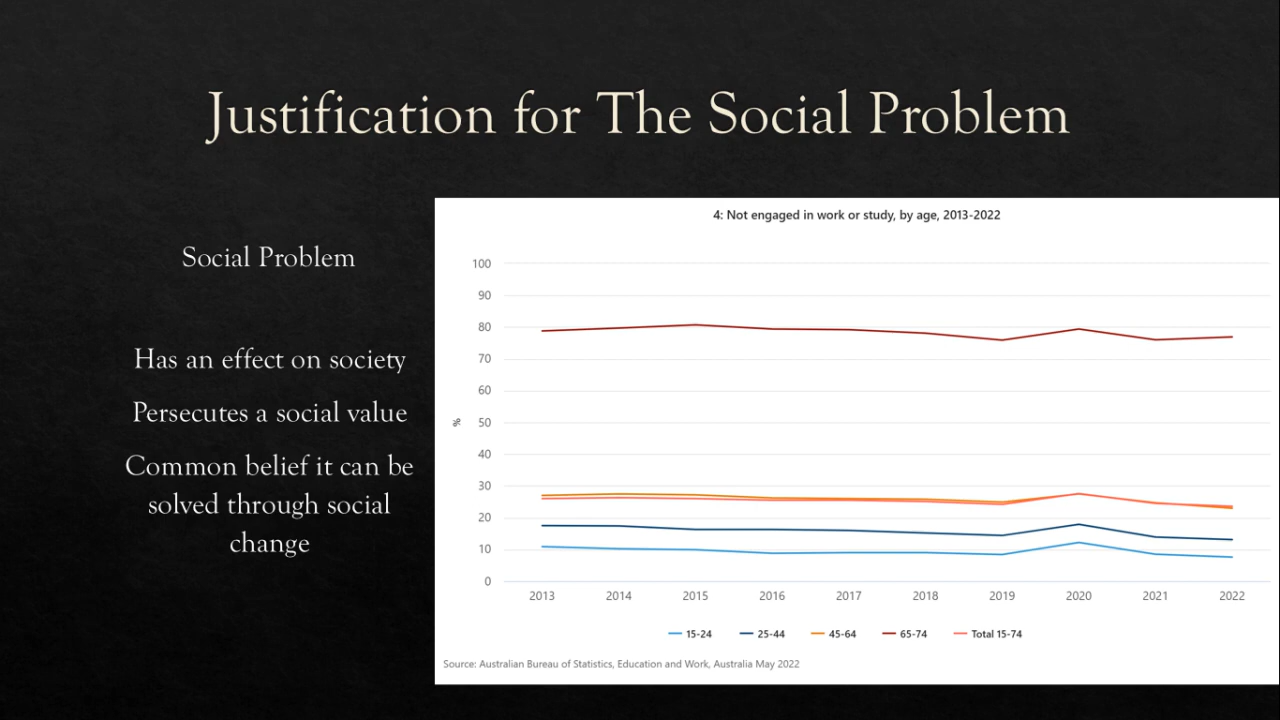 Justification for The Social Problem
Social Problem
Has an effect on society
Persecutes a social value
Common belief it can be
solved through social
change
4: Not engaged in work or study, by age, 2013-2022
100
90
80
70
60
50
40
30
20
10
0
%
2013 2014 2015 2016 2017 2018 2019 2020 2021 2022
15-24 25-44 45-64 65-74 Total 15-74
Source: Australian Bureau of Statistics, Education and Work, Australia May 2022